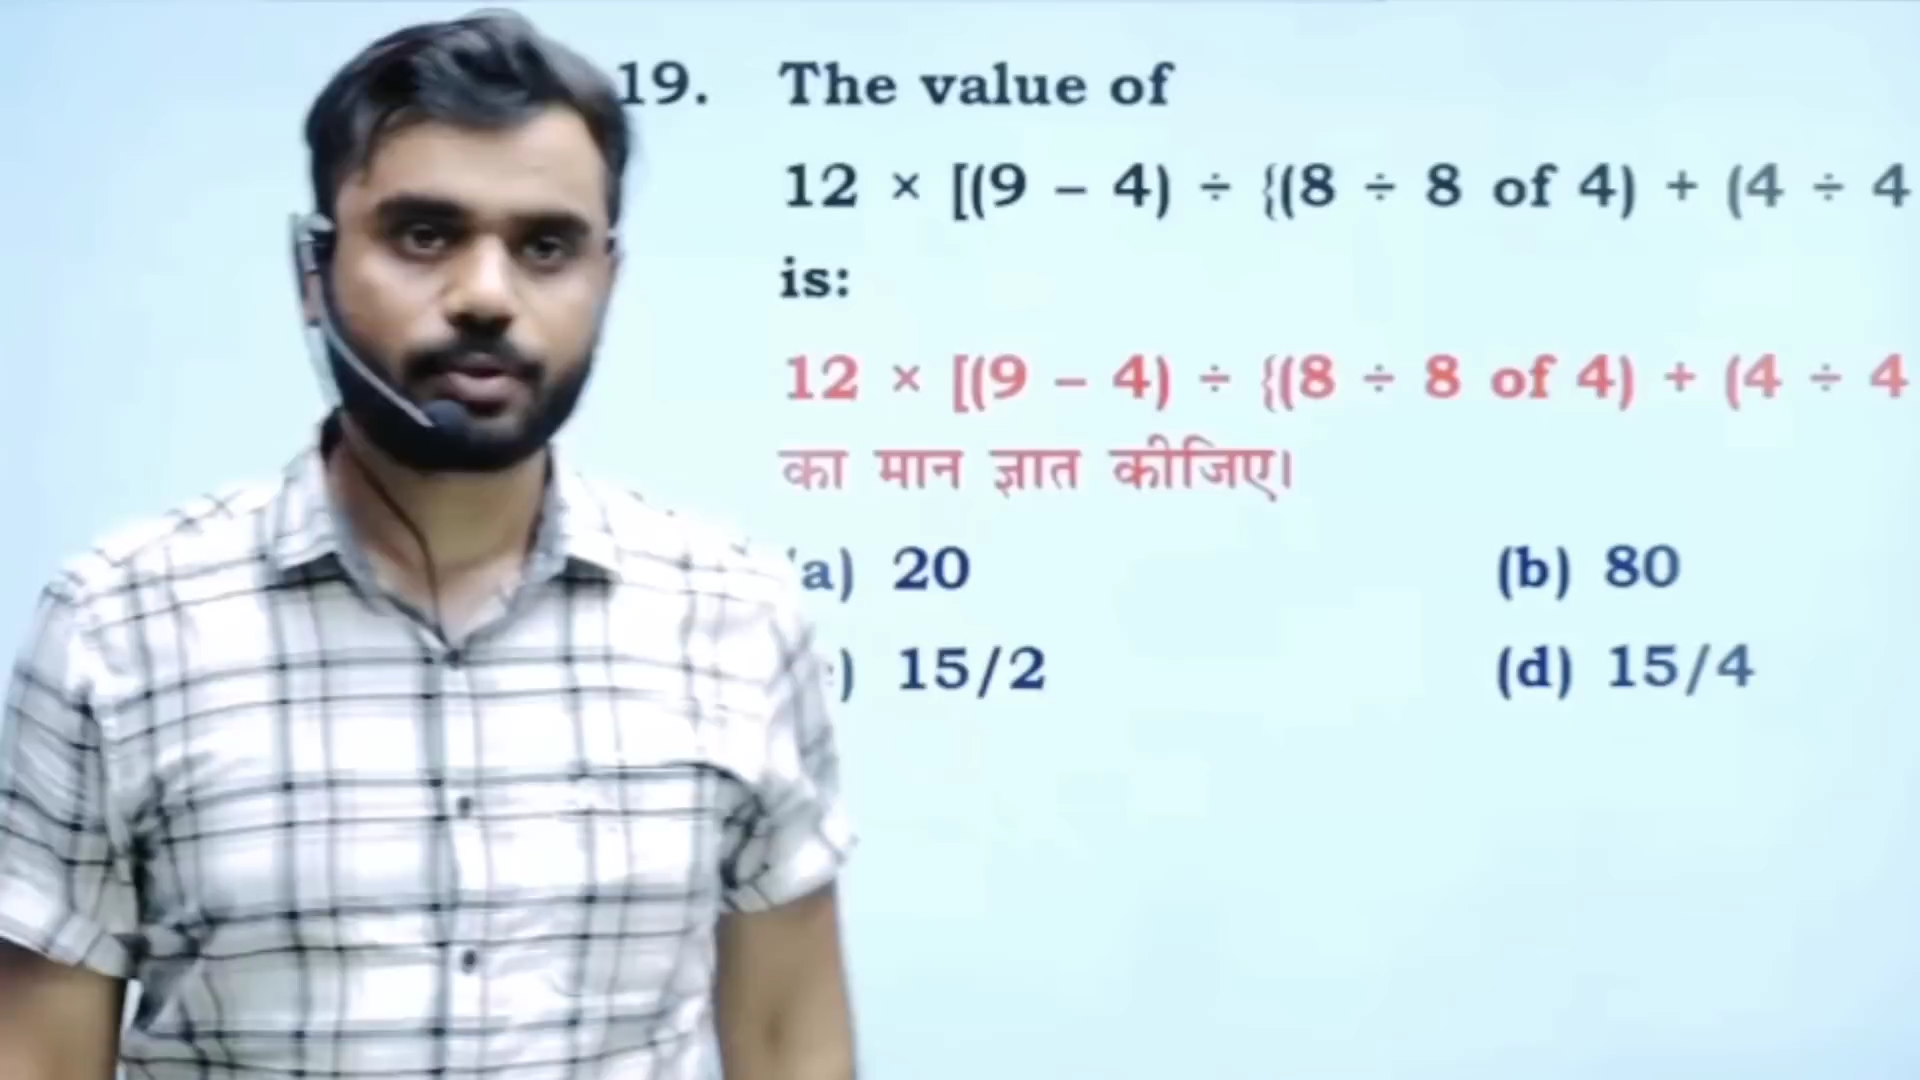 19. The value of
12 × [(9 – 4) ÷ {(8 ÷ 8 of 4) + (4 ÷ 4
is:
12 × [(9 – 4) ÷ {(8 ÷ 8 of 4) + (4 ÷ 4
का मान ज्ञात कीजिए।
a) 20 (b) 80
) 15/2 (d) 15/4